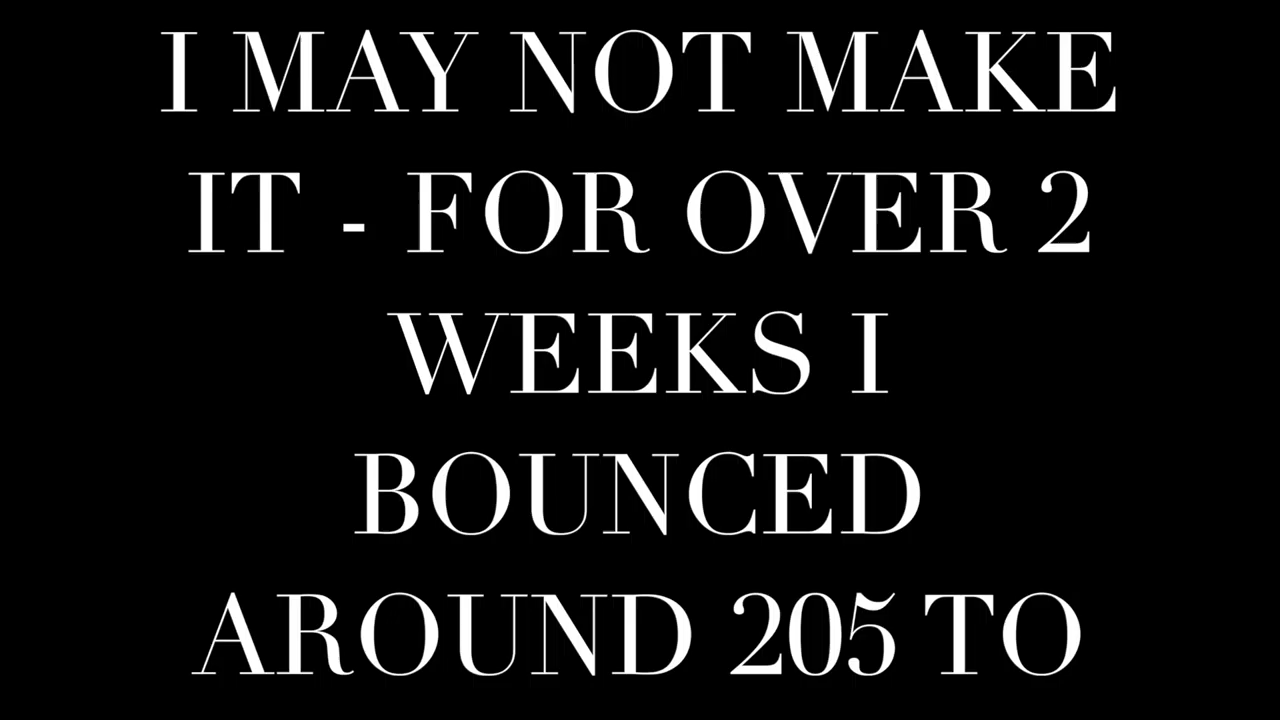 I MAY NOT MAKE
IT - FOR OVER 2
WEEKS I
BOUNCED
AROUND 205 TO